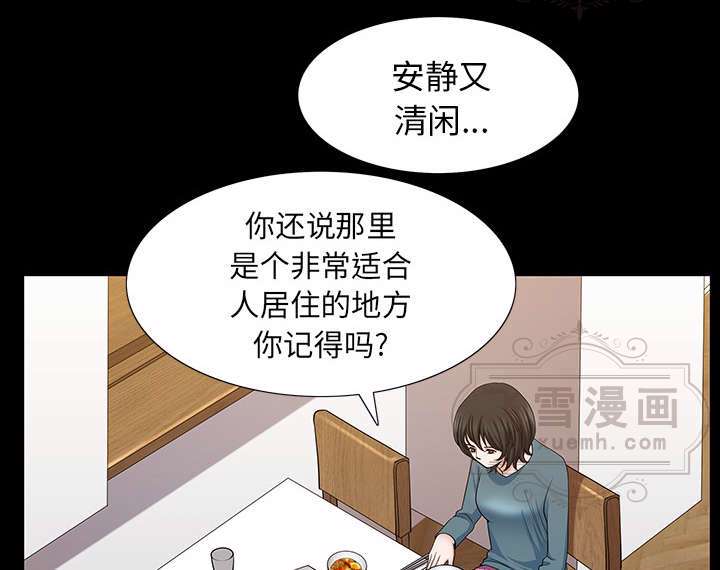 安静又
清闲...
你还说那里
是个非常适合
人居住的地方
你记得吗?
雪漫画
xuemh.com